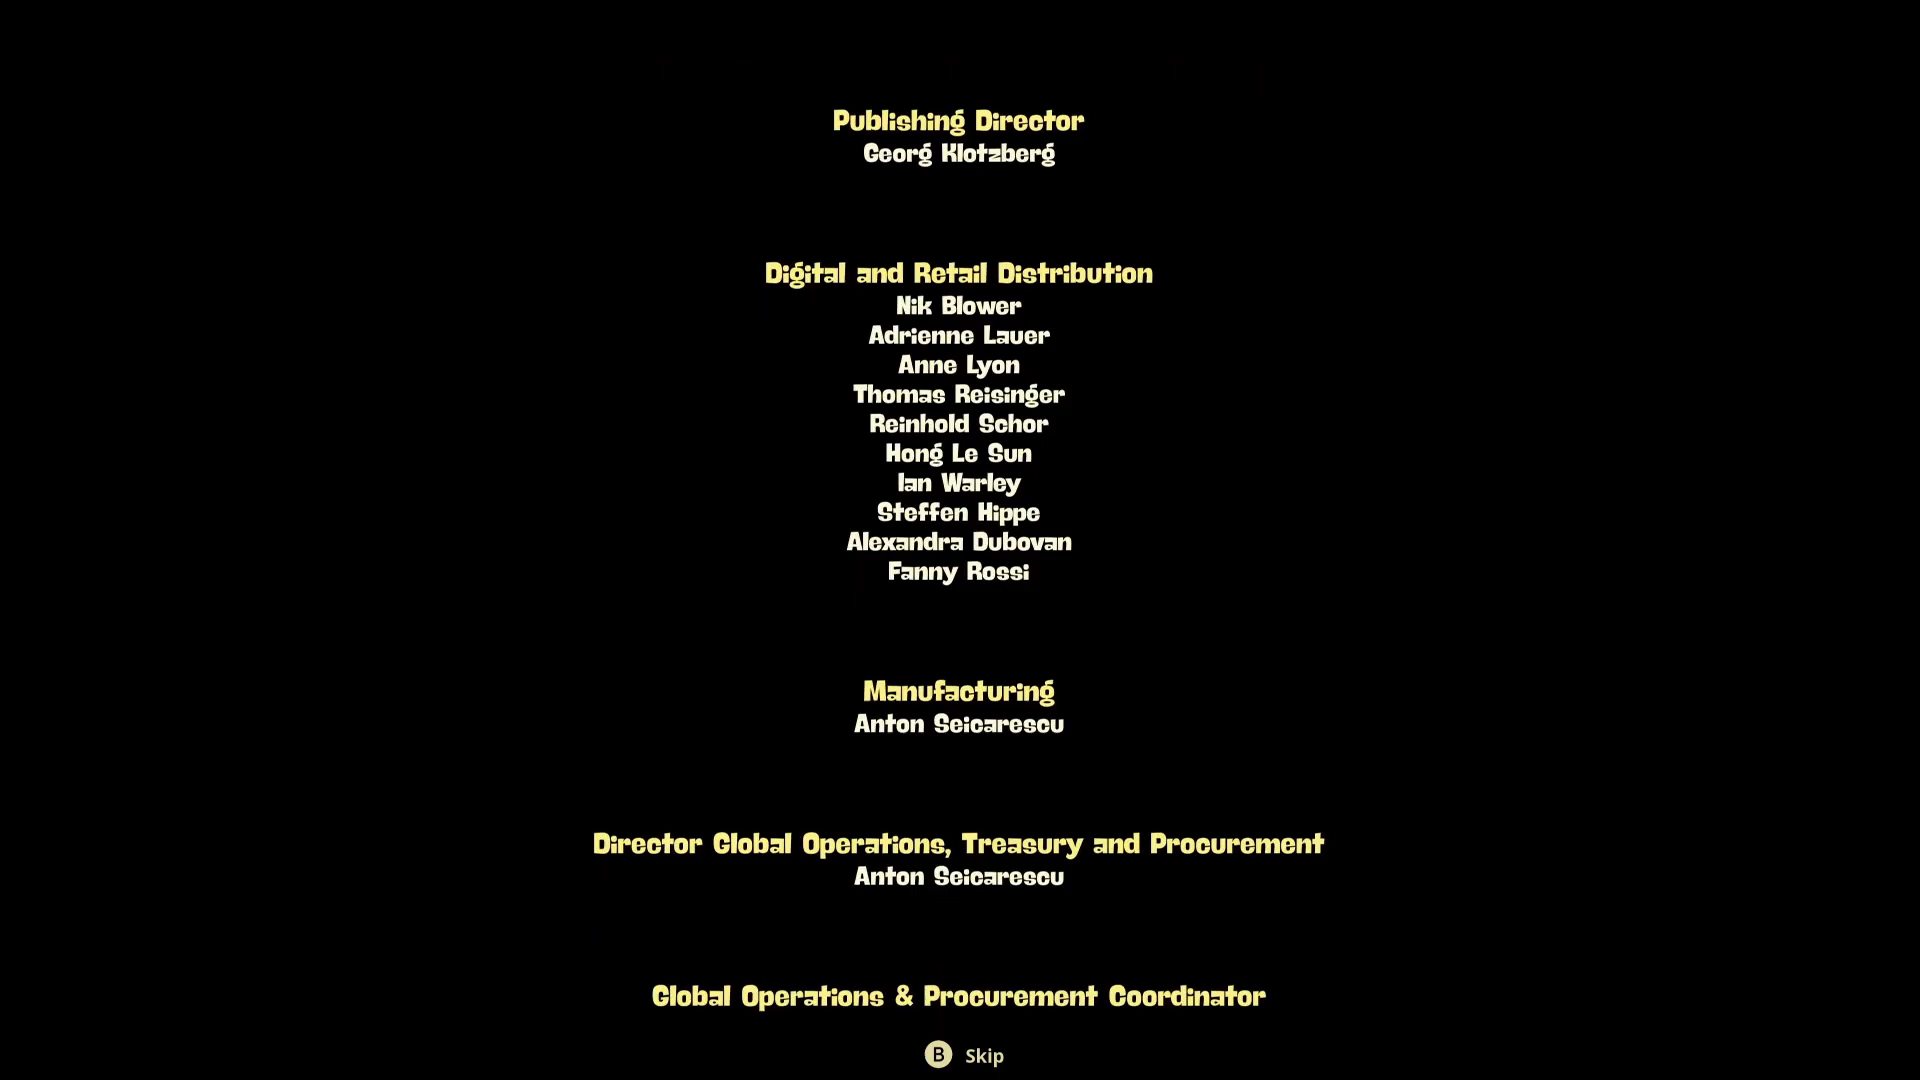 Publishing Director
Georg Klotzberg
Digital and Retail Distribution
Nik Blower
Adrienne Lauer
Anne Lyon
Thomas Reisinger
Reinhold Schor
Hong Le Sun
Ian Warley
Steffen Hippe
Alexandra Dubovan
Fanny Rossi
Manufacturing
Anton Seicarescu
Director Global Operations, Treasury and Procurement
Anton Seicarescu
Global Operations & Procurement Coordinator
B Skip